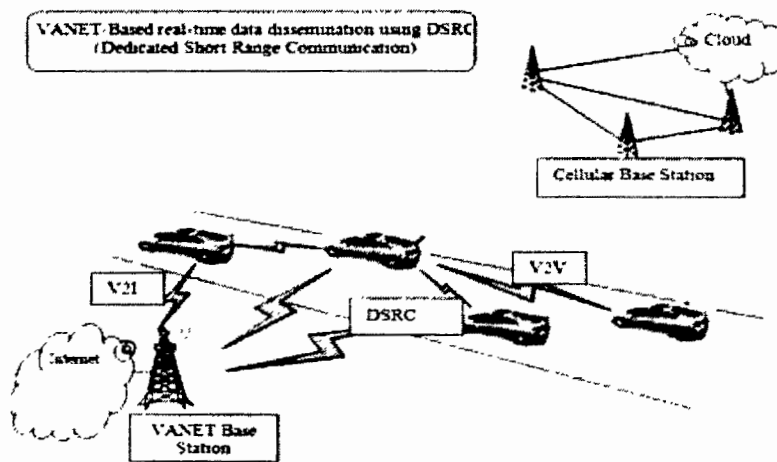 VANET-Based real-time data dissemination using DSRC
(Dedicated Short Range Communication)
Cloud
Cellular Base Station
V2I
V2V
DSRC
Internet
VANET Base
Station